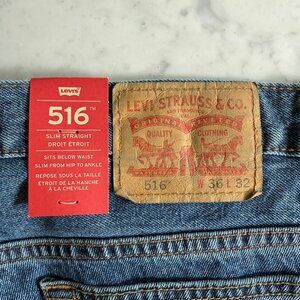 Levi's
516™
SLIM STRAIGHT
DROIT ÉTROIT
SITS BELOW WAIST
SLIM FROM HIP TO ANKLE
REPOSE SOUS LA TAILLE
ÉTROIT DE LA HANCHE
À LA CHEVILLE
LEVI STRAUSS & CO.
QUALITY CLOTHING
516 W 36 L 32